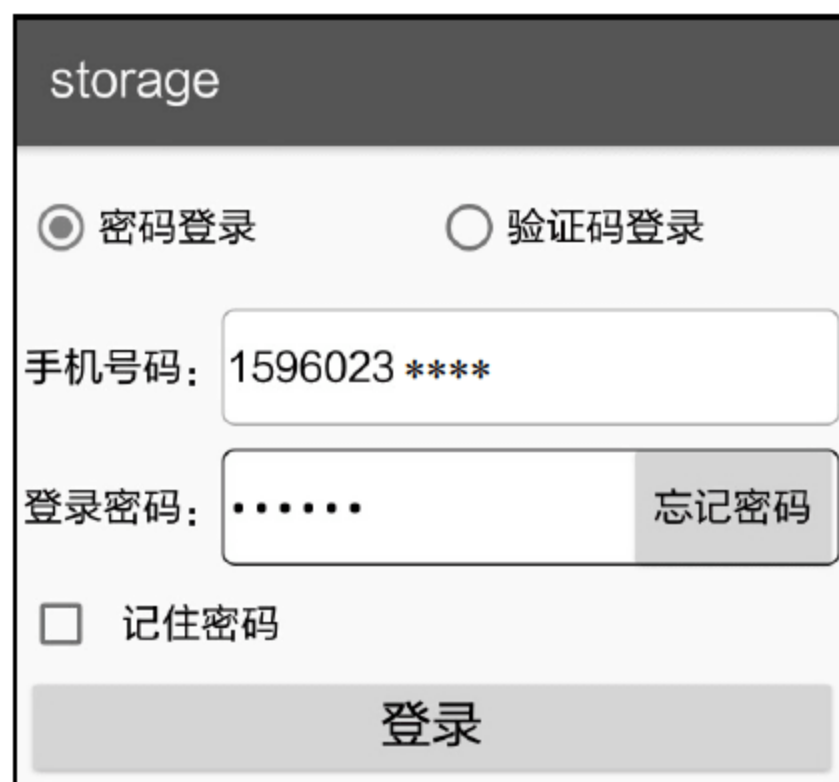 storage
密码登录 验证码登录
手机号码： 1596023 ****
登录密码： •••••• 忘记密码
记住密码
登录